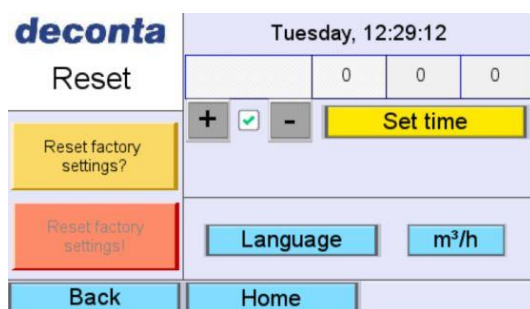 deconta
Tuesday, 12:29:12
Reset
0 0 0
+ -
Set time
Reset factory
settings?
Reset factory
settings!
Language
m³/h
Back
Home